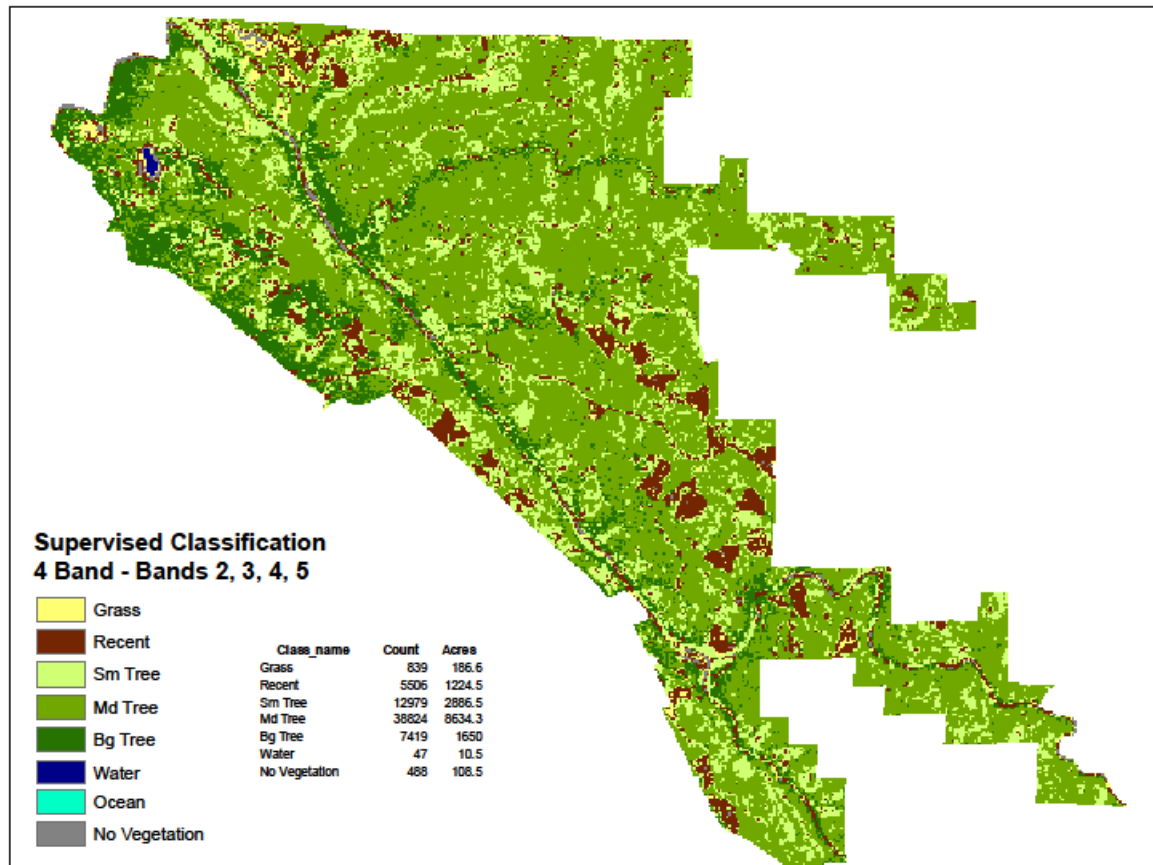 Supervised Classification
4 Band - Bands 2, 3, 4, 5
Grass
Recent
Sm Tree
Md Tree
Bg Tree
Water
Ocean
No Vegetation
Class_name Count Acres
Grass 839 186.6
Recent 5506 1224.5
Sm Tree 12979 2886.5
Md Tree 38824 8634.3
Bg Tree 7419 1650
Water 47 10.5
No Vegetation 488 108.5